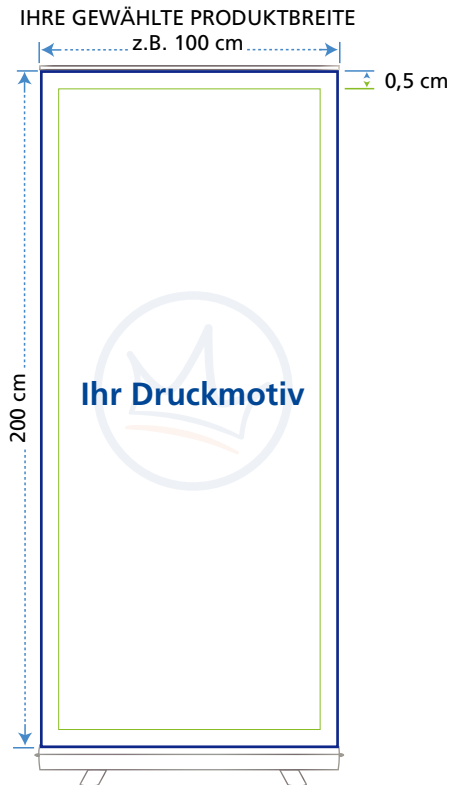 IHRE GEWÄHLTE PRODUKTBREITE
z.B. 100 cm
0,5 cm
200 cm
Ihr Druckmotiv